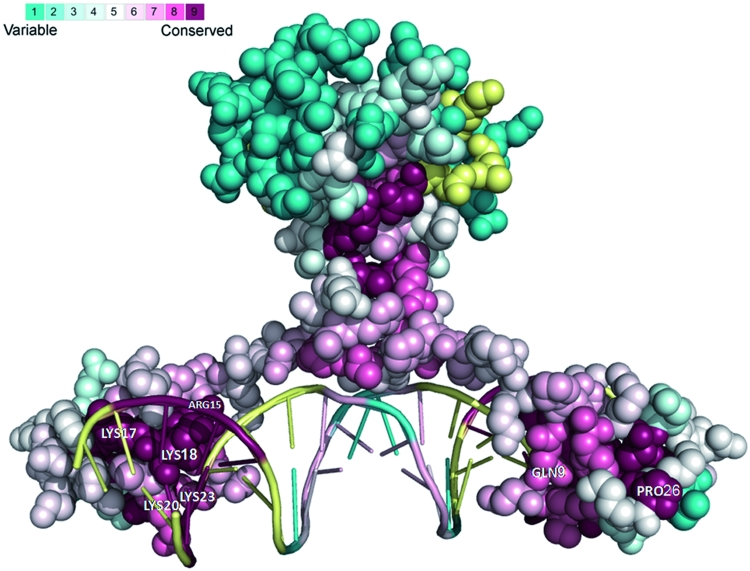 1 2 3 4 5 6 7 8 9
Variable Conserved
ARG15
LYS17
LYS18
LYS23
LYS20
GLN9
PRO26